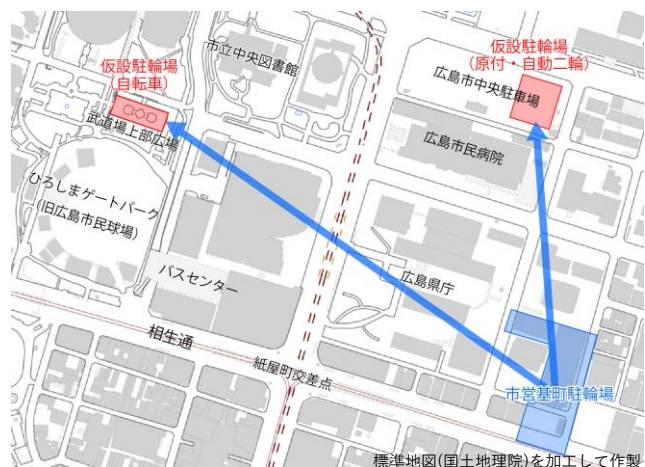 仮設駐輪場
（自転車）
市立中央図書館
仮設駐輪場
（原付・自動二輪）
広島市中央駐車場
武道場上部広場
広島市民病院
ひろしまゲートパーク
(旧広島市民球場)
バスセンター
広島県庁
相生通
紙屋町交差点
市営基町駐輪場
標準地図(国土地理院)を加工して作製